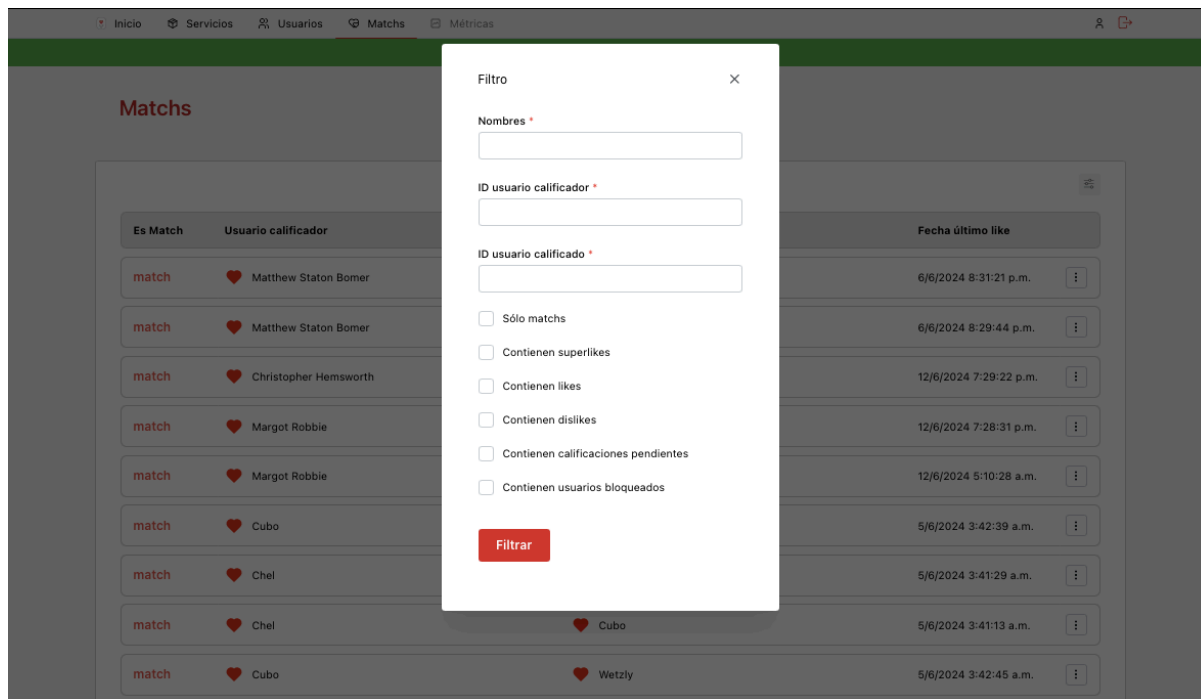 Inicio Servicios Usuarios Matchs Métricas
Filtro
Matchs
Nombres *
ID usuario calificador *
Es Match Usuario calificador Fecha último like
ID usuario calificado *
match Matthew Staton Bomer 6/6/2024 8:31:21 p.m.
Sólo matchs
match Matthew Staton Bomer 6/6/2024 8:29:44 p.m.
Contienen superlikes
match Christopher Hemsworth 12/6/2024 7:29:22 p.m.
Contienen likes
match Margot Robbie 12/6/2024 7:28:31 p.m.
Contienen dislikes
Contienen calificaciones pendientes
match Margot Robbie 12/6/2024 5:10:28 a.m.
Contienen usuarios bloqueados
match Cubo 5/6/2024 3:42:39 a.m.
Filtrar
match Chel 5/6/2024 3:41:29 a.m.
match Chel Cubo 5/6/2024 3:41:13 a.m.
match Cubo Wetzly 5/6/2024 3:42:45 a.m.